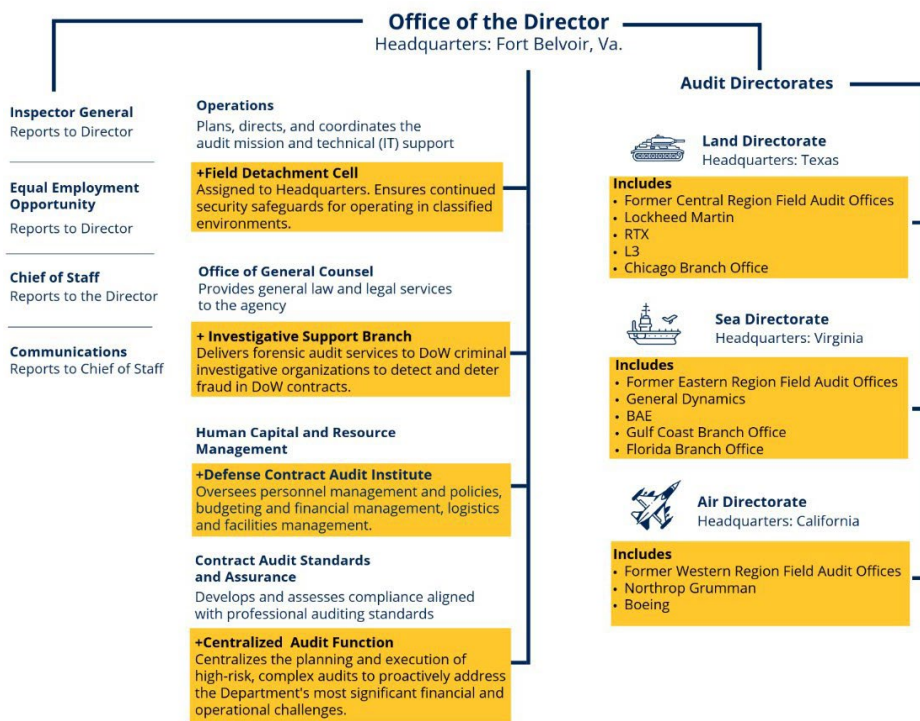 Office of the Director
Headquarters: Fort Belvoir, Va.
Inspector General
Reports to Director
Equal Employment
Opportunity
Reports to Director
Chief of Staff
Reports to the Director
Communications
Reports to Chief of Staff
Operations
Plans, directs, and coordinates the
audit mission and technical (IT) support
+Field Detachment Cell
Assigned to Headquarters. Ensures continued
security safeguards for operating in classified
environments.
Office of General Counsel
Provides general law and legal services
to the agency
+ Investigative Support Branch
Delivers forensic audit services to DoW criminal
investigative organizations to detect and deter
fraud in DoW contracts.
Human Capital and Resource
Management
+Defense Contract Audit Institute
Oversees personnel management and policies,
budgeting and financial management, logistics
and facilities management.
Contract Audit Standards
and Assurance
Develops and assesses compliance aligned
with professional auditing standards
+Centralized Audit Function
Centralizes the planning and execution of
high-risk, complex audits to proactively address
the Department's most significant financial and
operational challenges.
Audit Directorates
Land Directorate
Headquarters: Texas
Includes
• Former Central Region Field Audit Offices
• Lockheed Martin
• RTX
• L3
• Chicago Branch Office
Sea Directorate
Headquarters: Virginia
Includes
• Former Eastern Region Field Audit Offices
• General Dynamics
• BAE
• Gulf Coast Branch Office
• Florida Branch Office
Air Directorate
Headquarters: California
Includes
• Former Western Region Field Audit Offices
• Northrop Grumman
• Boeing